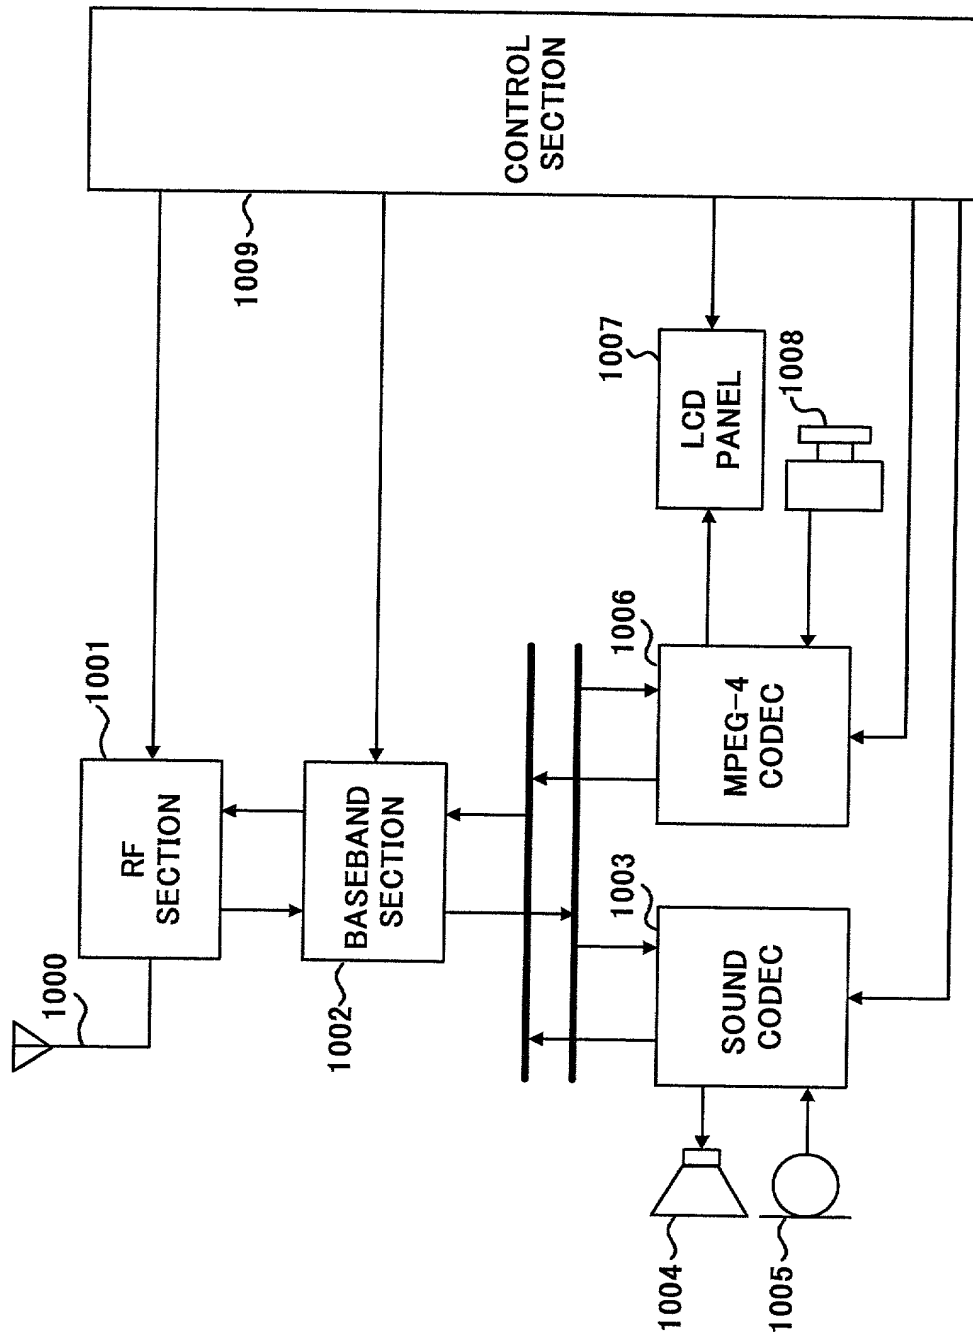 CONTROL
SECTION
1009
1001
RF
SECTION
1000
BASEBAND
SECTION
1002
1007
LCD
PANEL
1008
1006
MPEG-4
CODEC
1003
SOUND
CODEC
1004
1005